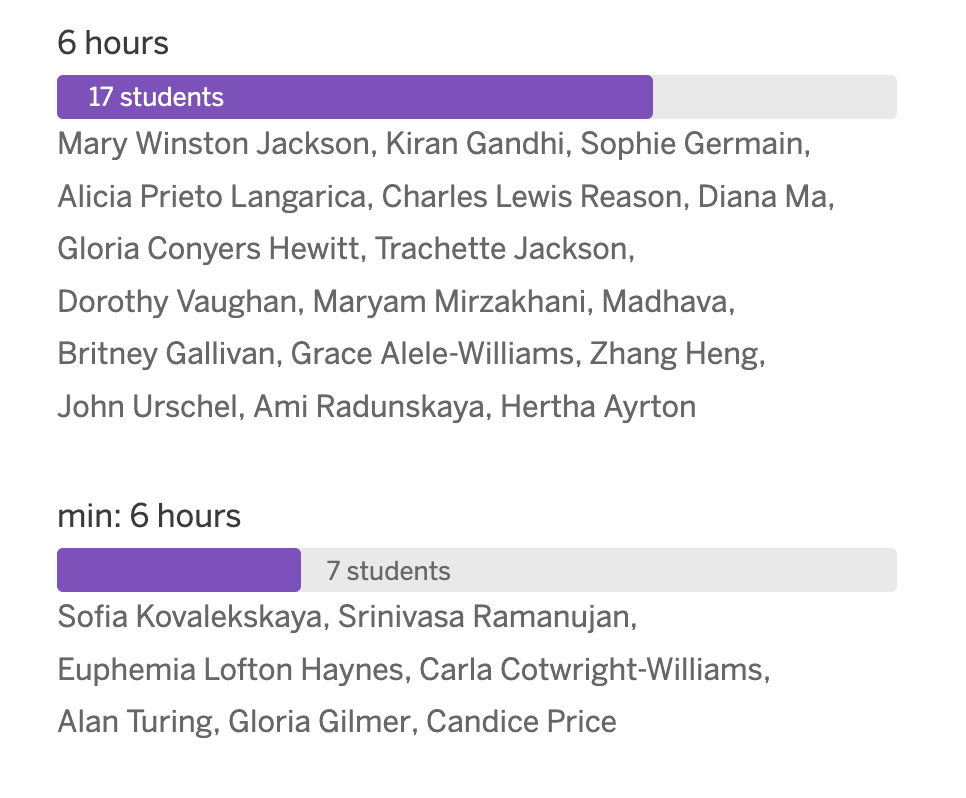 6 hours
17 students
Mary Winston Jackson, Kiran Gandhi, Sophie Germain,
Alicia Prieto Langarica, Charles Lewis Reason, Diana Ma,
Gloria Conyers Hewitt, Trachette Jackson,
Dorothy Vaughan, Maryam Mirzakhani, Madhava,
Britney Gallivan, Grace Alele-Williams, Zhang Heng,
John Urschel, Ami Radunskaya, Hertha Ayrton
min: 6 hours
7 students
Sofia Kovalekskaya, Srinivasa Ramanujan,
Euphemia Lofton Haynes, Carla Cotwright-Williams,
Alan Turing, Gloria Gilmer, Candice Price